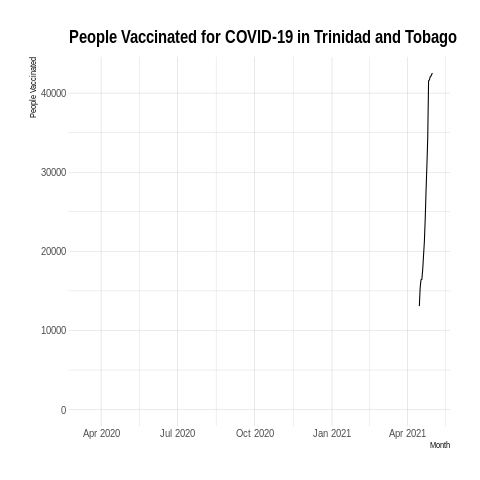 People Vaccinated for COVID-19 in Trinidad and Tobago
People Vaccinated
40000
30000
20000
10000
0
Apr 2020 Jul 2020 Oct 2020 Jan 2021 Apr 2021
Month